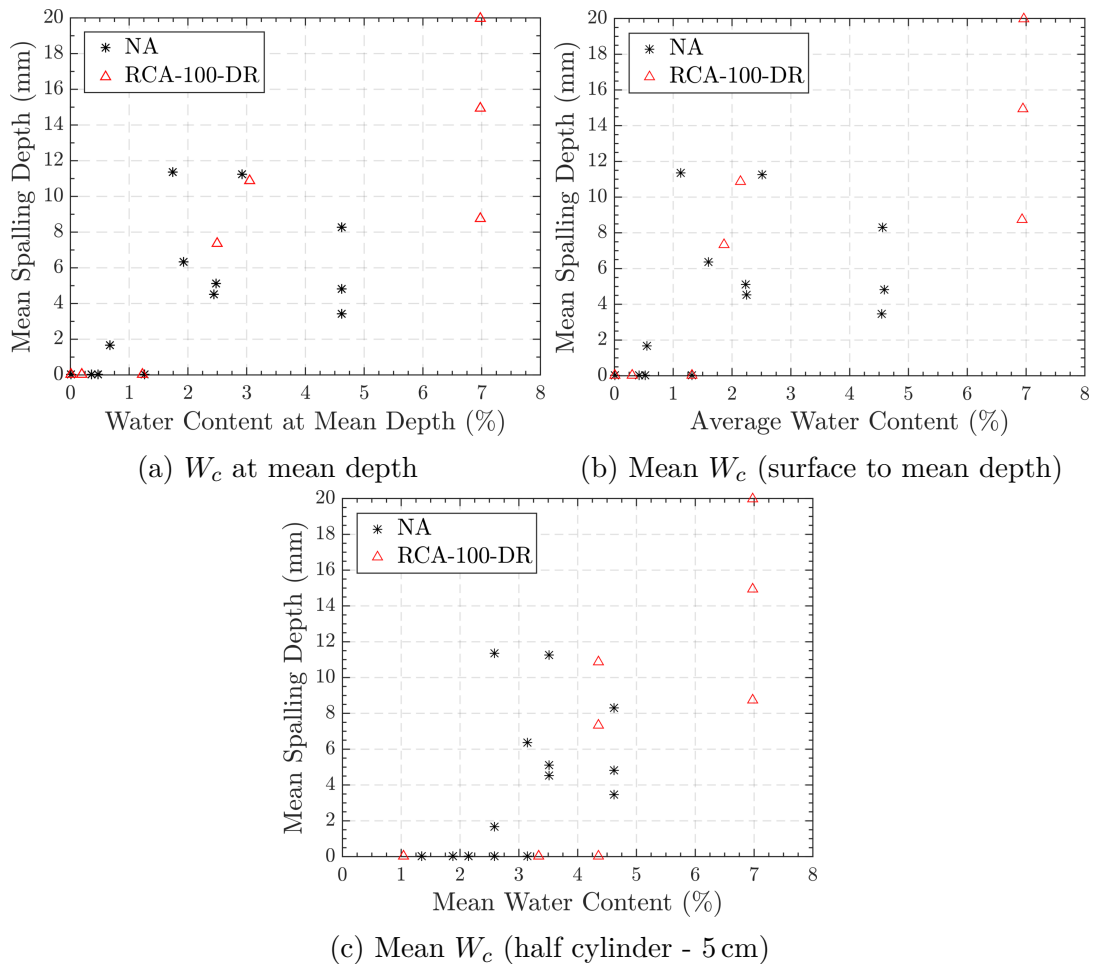 20
18
16
14
12
10
8
6
4
2
0
Mean Spalling Depth (mm)
NA
RCA-100-DR
0 1 2 3 4 5 6 7 8
Water Content at Mean Depth (%)
(a) W_c at mean depth
20
18
16
14
12
10
8
6
4
2
0
Mean Spalling Depth (mm)
NA
RCA-100-DR
0 1 2 3 4 5 6 7 8
Average Water Content (%)
(b) Mean W_c (surface to mean depth)
20
18
16
14
12
10
8
6
4
2
0
Mean Spalling Depth (mm)
NA
RCA-100-DR
0 1 2 3 4 5 6 7 8
Mean Water Content (%)
(c) Mean W_c (half cylinder - 5 cm)